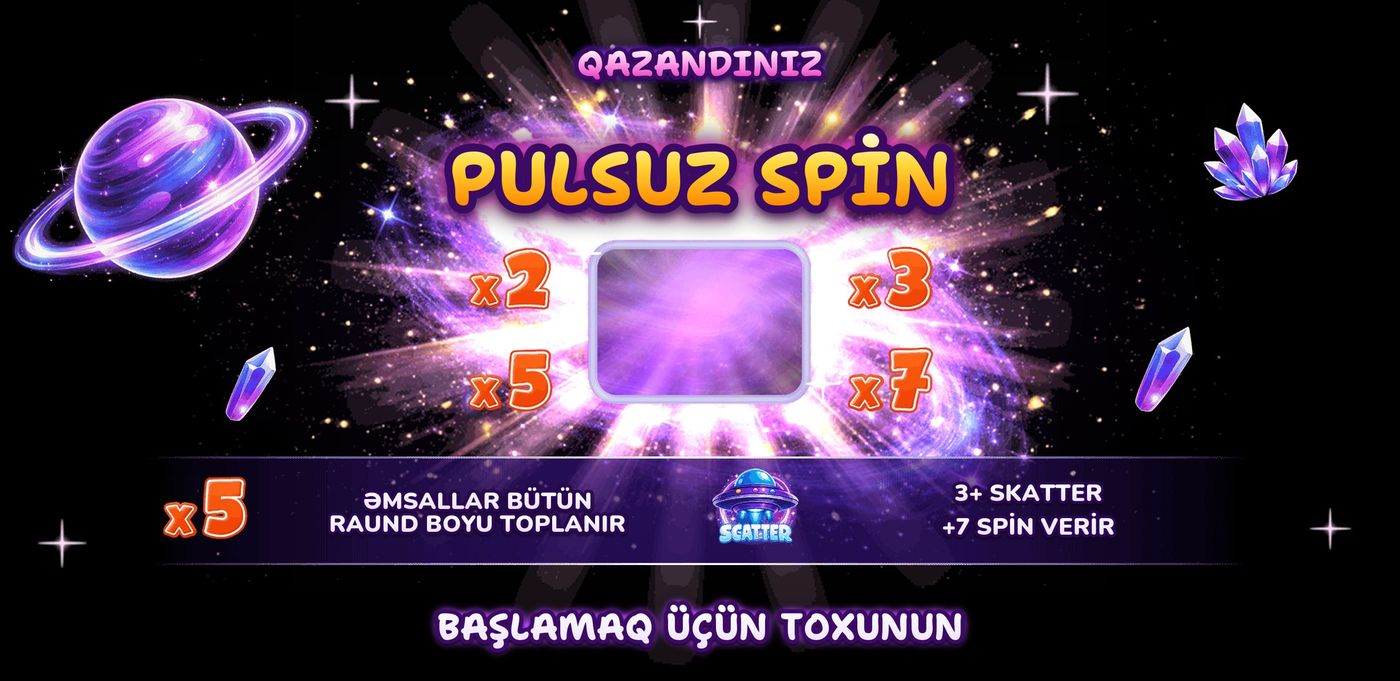 QAZANDINIZ
PULSUZ SPİN
x2
x3
x5
x7
x5
ƏMSALLAR BÜTÜN
RAUND BOYU TOPLANIR
SCATTER
3+ SKATTER
+7 SPİN VERİR
BAŞLAMAQ ÜÇÜN TOXUNUN